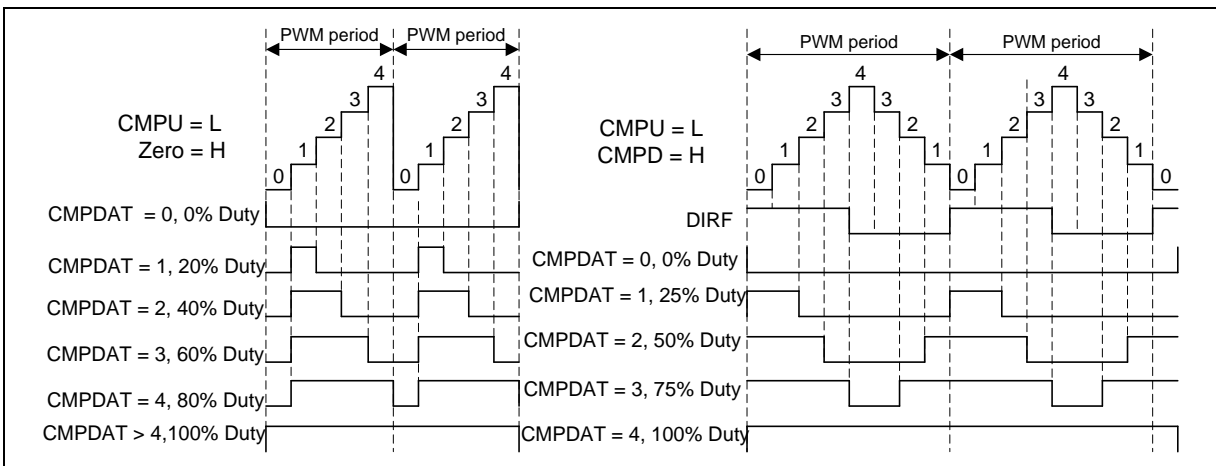 PWM period PWM period
4 4
3 3
2 2
1 1
0 0
CMPU = L
Zero = H
CMPDAT = 0, 0% Duty
CMPDAT = 1, 20% Duty
CMPDAT = 2, 40% Duty
CMPDAT = 3, 60% Duty
CMPDAT = 4, 80% Duty
CMPDAT > 4,100% Duty
PWM period PWM period
4 4
3 3 3 3
2 2 2 2
1 1 1 1
0 0 0
CMPU = L
CMPD = H
DIRF
CMPDAT = 0, 0% Duty
CMPDAT = 1, 25% Duty
CMPDAT = 2, 50% Duty
CMPDAT = 3, 75% Duty
CMPDAT = 4, 100% Duty